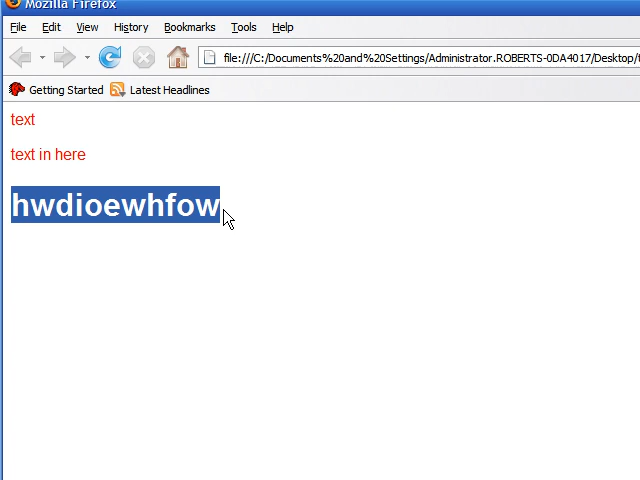 Mozilla Firefox
File Edit View History Bookmarks Tools Help
file:///C:/Documents%20and%20Settings/Administrator.ROBERTS-0DA4017/Desktop/t
Getting Started Latest Headlines
text
text in here
hwdioewhfow